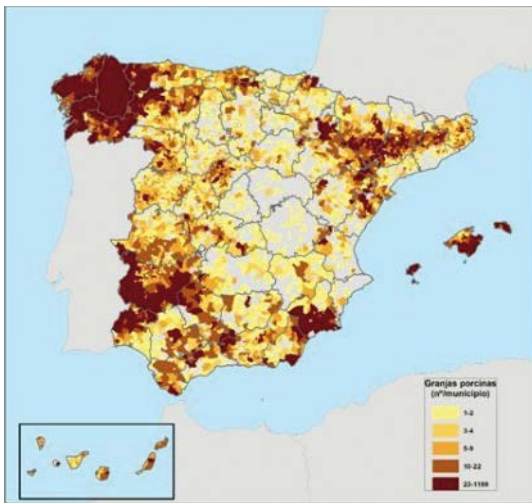 Granjas porcinas
(nº/municipio)
1-2
3-4
5-9
10-22
23-1199